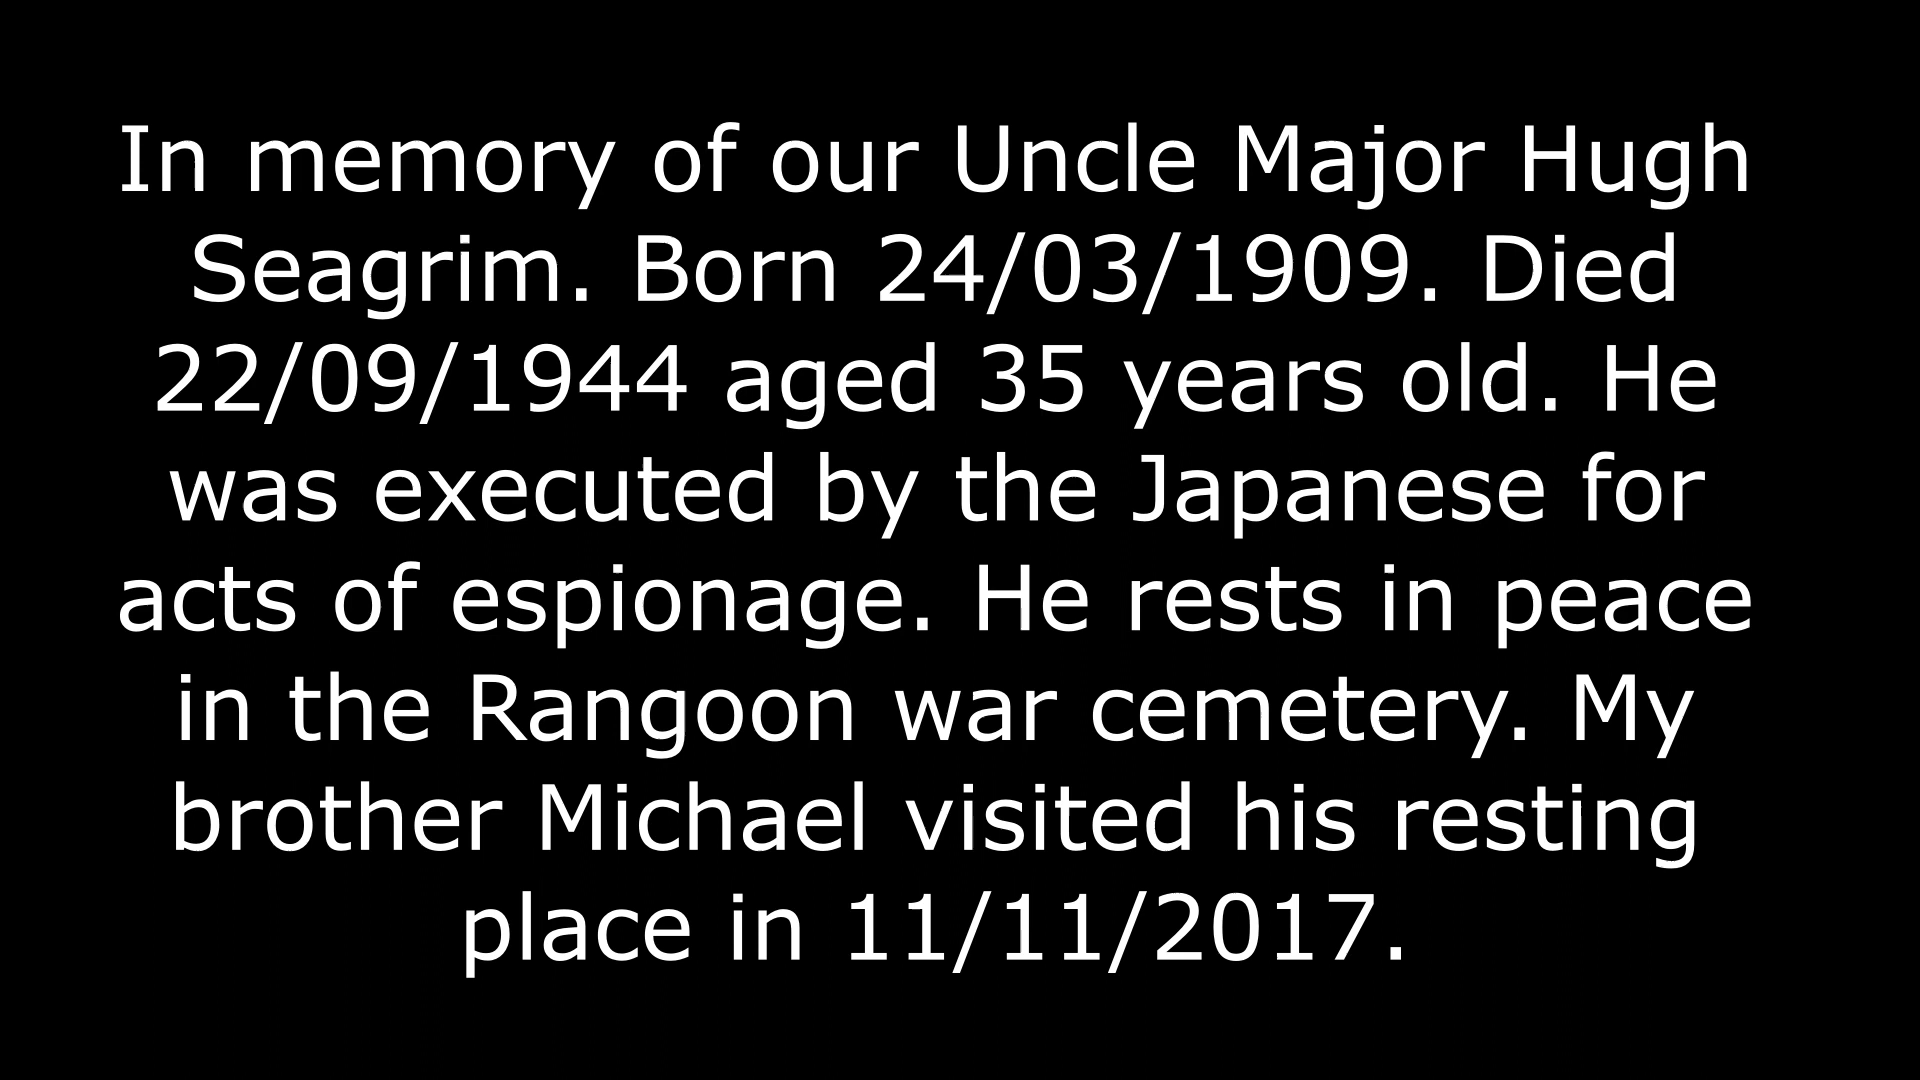 In memory of our Uncle Major Hugh
Seagrim. Born 24/03/1909. Died
22/09/1944 aged 35 years old. He
was executed by the Japanese for
acts of espionage. He rests in peace
in the Rangoon war cemetery. My
brother Michael visited his resting
place in 11/11/2017.